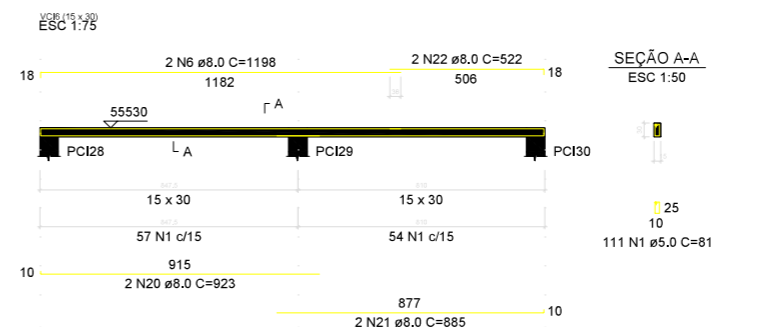 VCI6 (15 x 30)
ESC 1:75
2 N6 ø8.0 C=1198
2 N22 ø8.0 C=522
SEÇÃO A-A
18
1182
506
18
ESC 1:50
A
55530
PCI28
A
PCI29
PCI30
15 x 30
15 x 30
25
10
57 N1 c/15
54 N1 c/15
111 N1 ø5.0 C=81
915
10
2 N20 ø8.0 C=923
877
10
2 N21 ø8.0 C=885